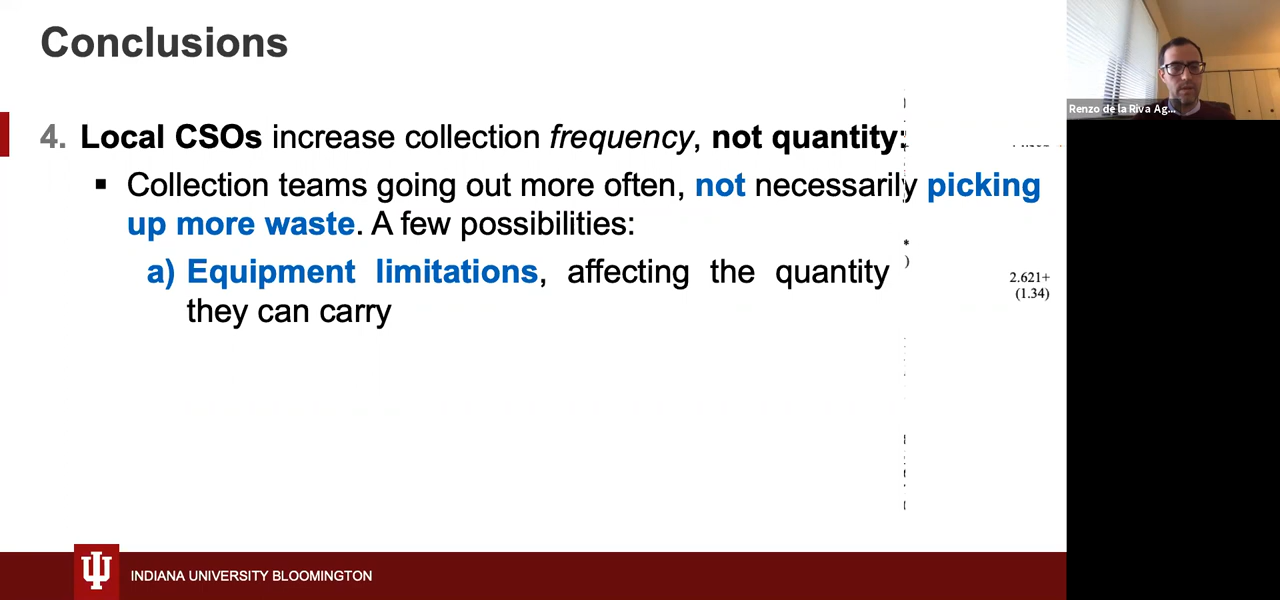 Conclusions
Renzo de la Riva Ag...
4. Local CSOs increase collection frequency, not quantity:
▪ Collection teams going out more often, not necessarily picking
up more waste. A few possibilities:
*
a) Equipment limitations, affecting the quantity
)
2.621+
they can carry
(1.34)
INDIANA UNIVERSITY BLOOMINGTON